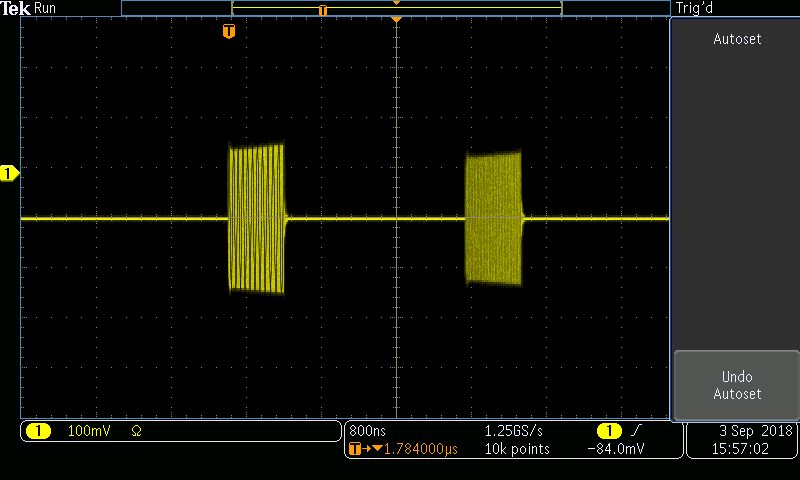 Tek Run Trig'd
T
T
Autoset
1
Undo
Autoset
1 100mV Ω 800ns 1.25GS/s 1 3 Sep 2018
T→▼1.784000μs 10k points −84.0mV 15:57:02